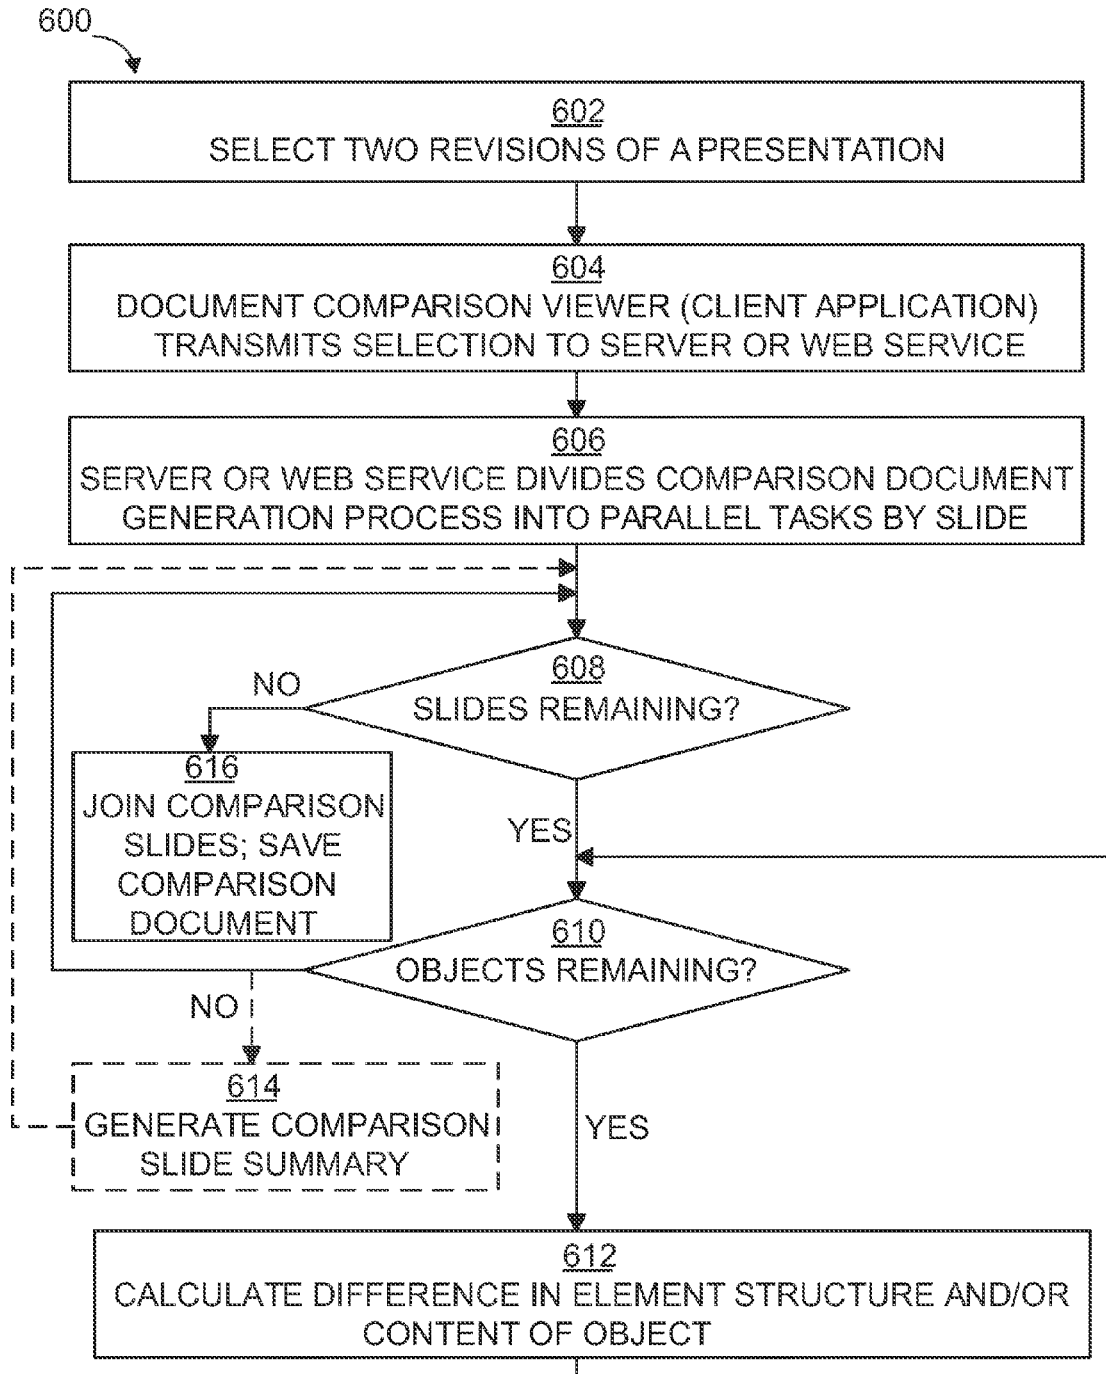 600
602
SELECT TWO REVISIONS OF A PRESENTATION
604
DOCUMENT COMPARISON VIEWER (CLIENT APPLICATION)
TRANSMITS SELECTION TO SERVER OR WEB SERVICE
606
SERVER OR WEB SERVICE DIVIDES COMPARISON DOCUMENT
GENERATION PROCESS INTO PARALLEL TASKS BY SLIDE
608
SLIDES REMAINING?
NO
616
JOIN COMPARISON
SLIDES; SAVE
COMPARISON
DOCUMENT
YES
610
OBJECTS REMAINING?
NO
614
GENERATE COMPARISON
SLIDE SUMMARY
YES
612
CALCULATE DIFFERENCE IN ELEMENT STRUCTURE AND/OR
CONTENT OF OBJECT